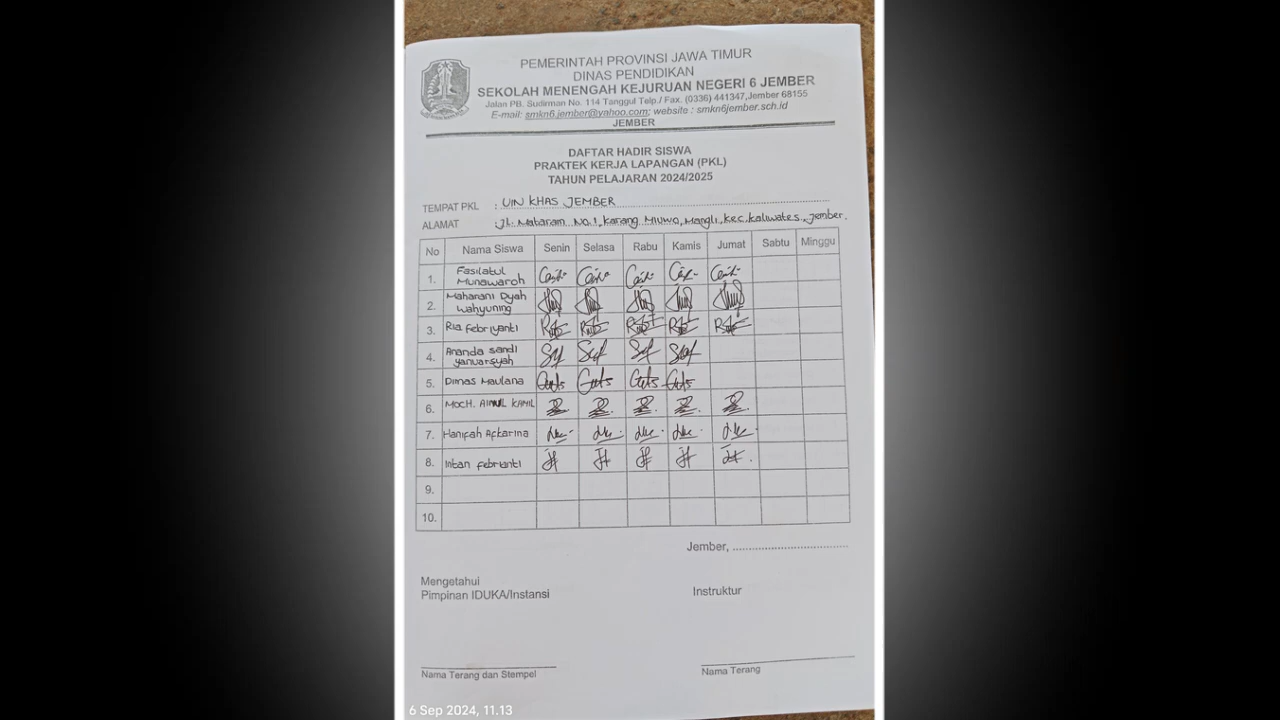 PEMERINTAH PROVINSI JAWA TIMUR
DINAS PENDIDIKAN
SEKOLAH MENENGAH KEJURUAN NEGERI 6 JEMBER
Jalan PB. Sudirman No. 114 Tanggul Telp./ Fax. (0336) 441347,Jember 68155
E-mail: smkn6.jember@yahoo.com; website : smkn6jember.sch.id
JEMBER
DAFTAR HADIR SISWA
PRAKTEK KERJA LAPANGAN (PKL)
TAHUN PELAJARAN 2024/2025
TEMPAT PKL : UIN KHAS JEMBER
ALAMAT : Jl. Mataram No.1, Karang Miuwo, Mangli, kec. kaliwates, Jember.
No Nama Siswa Senin Selasa Rabu Kamis Jumat Sabtu Minggu
1. Fasilatul
Munawaroh
2. Maharani Dyah
Wahyuning
3. Ria Febriyanti
4. Ananda sandi
yanuarsyah
5. Dimas Maulana
6. MOCH. AINUL KAMIL
7. Hanifah Afkarina
8. Intan febrianti
9.
10.
Jember, ...................................
Mengetahui
Pimpinan IDUKA/Instansi Instruktur
Nama Terang dan Stempel Nama Terang
6 Sep 2024, 11.13